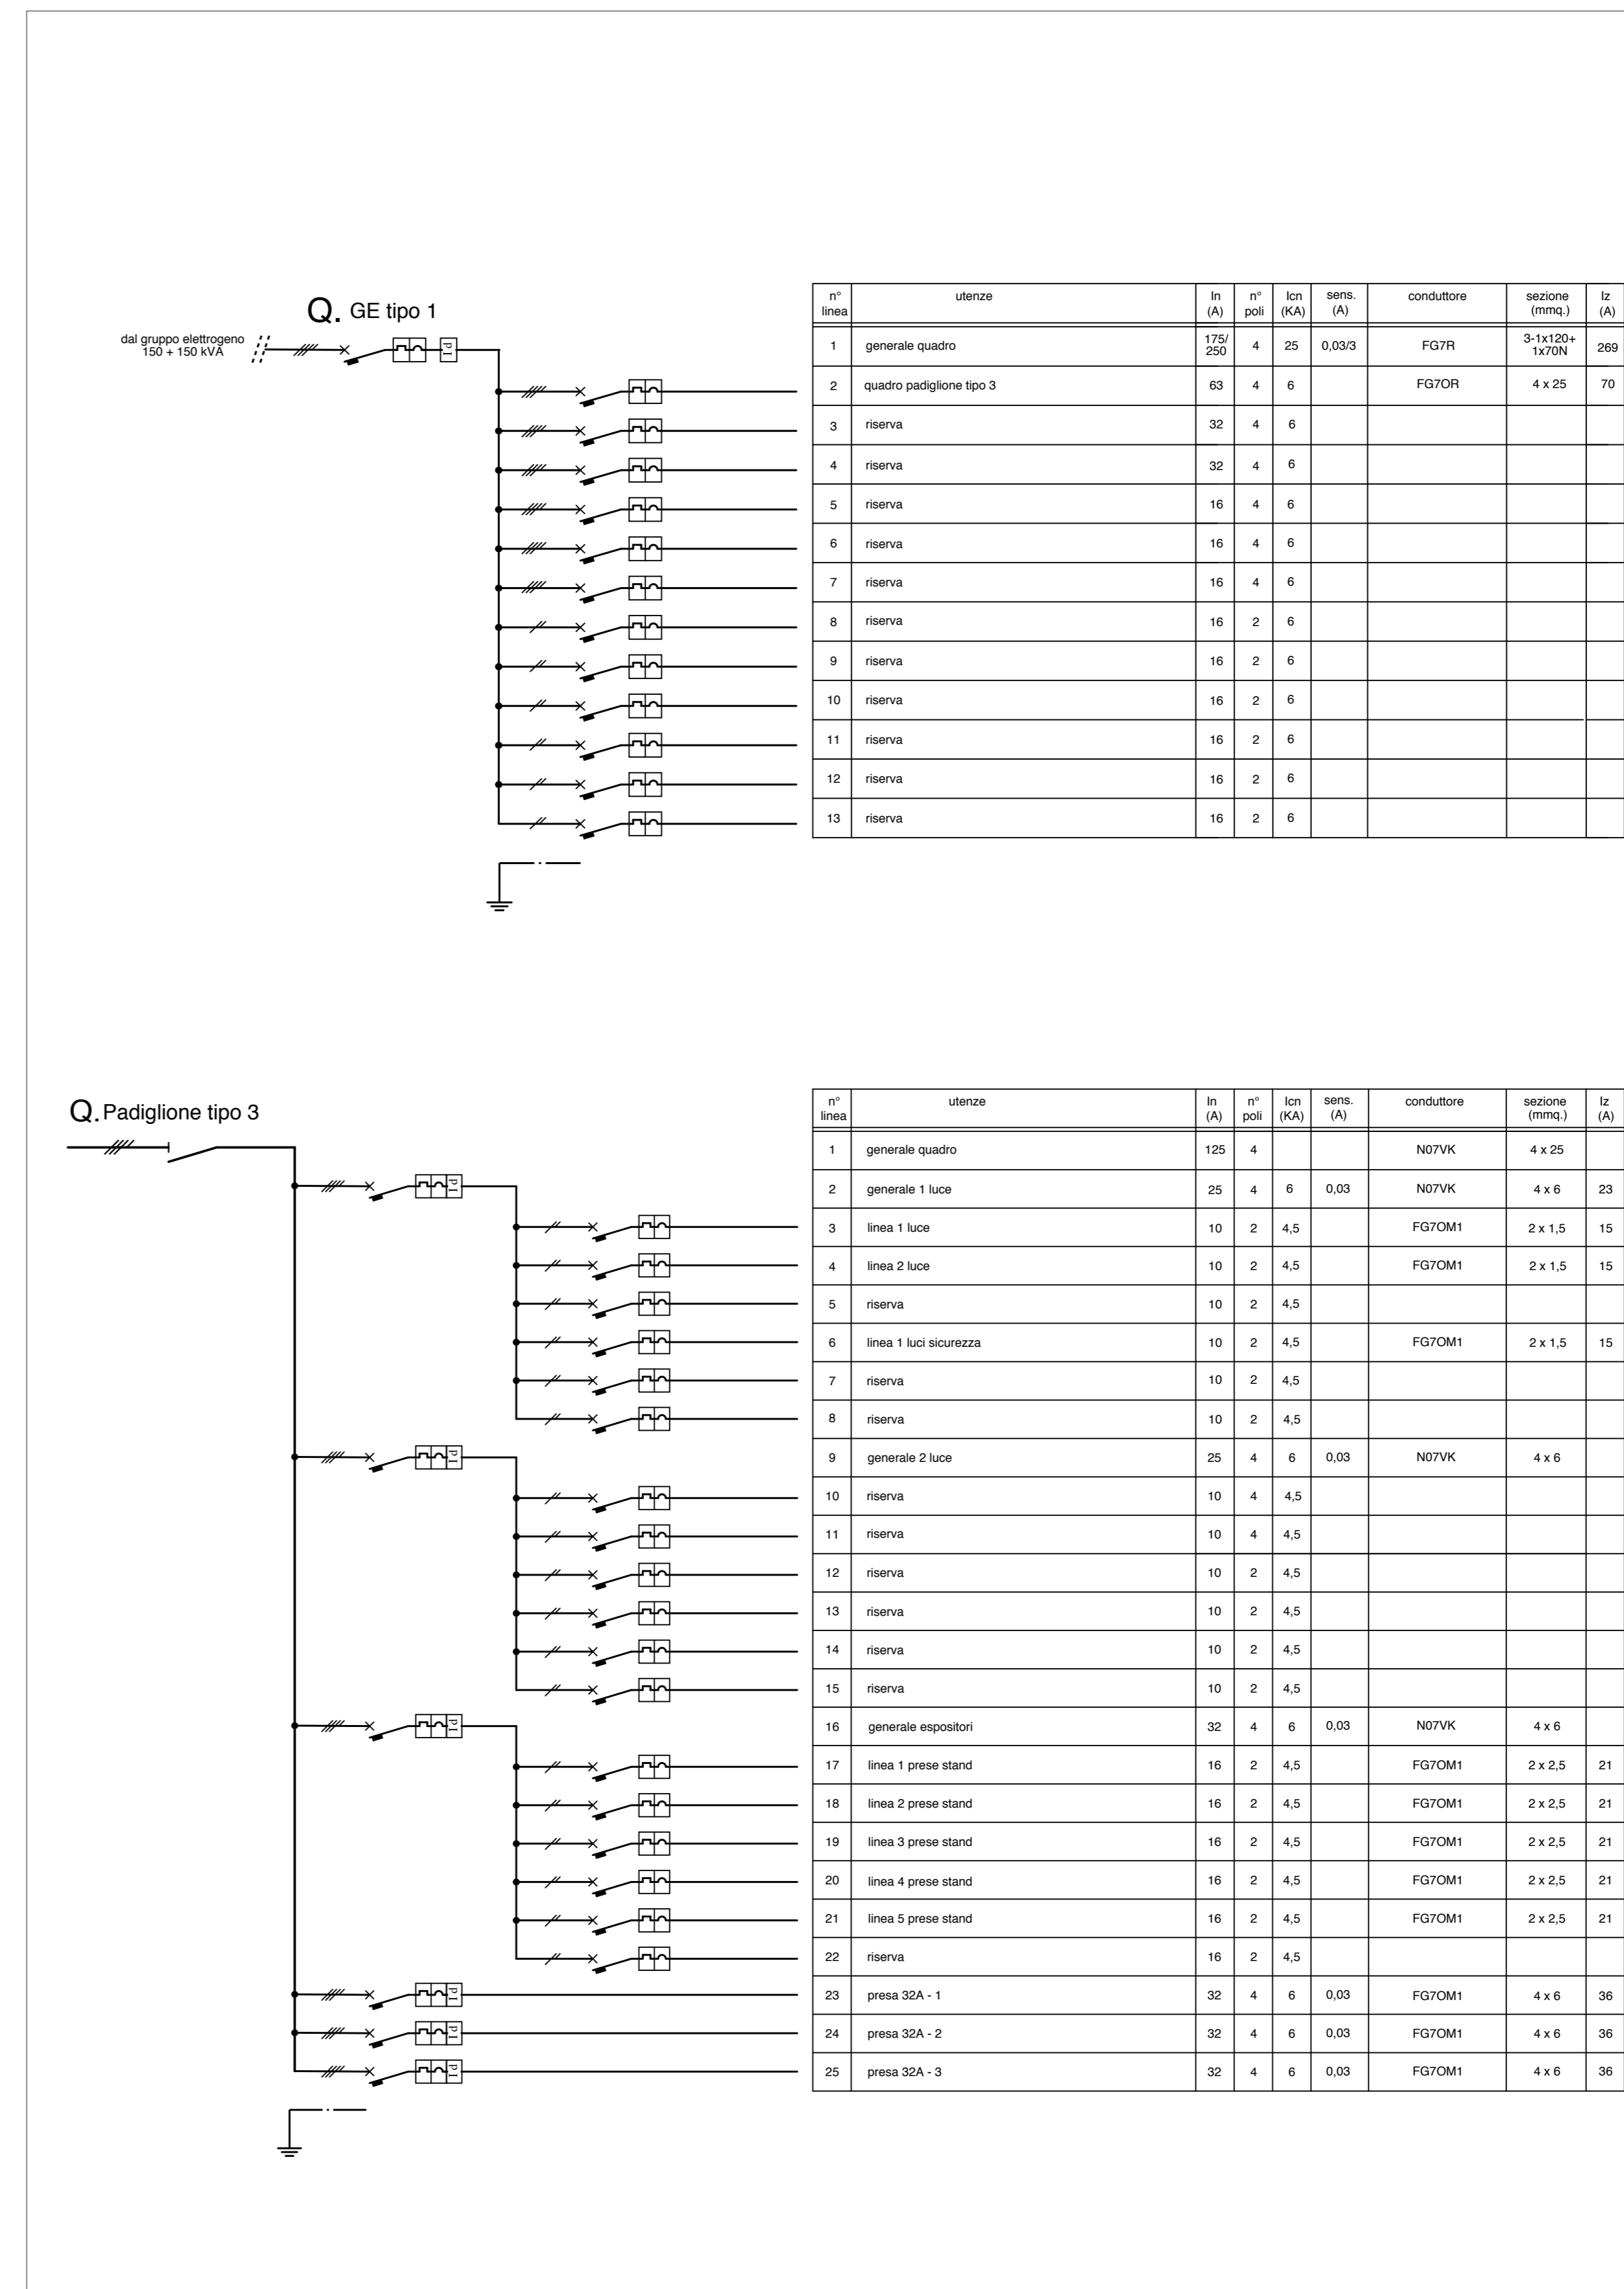 Q. GE tipo 1
dal gruppo elettrogeno
150 + 150 kVA
Id
n° linea utenze In (A) n° poli Icn (KA) sens. (A) conduttore sezione (mmq.) Iz (A)
1 generale quadro 175/250 4 25 0,03/3 FG7R 3-1x120+1x70N 269
2 quadro padiglione tipo 3 63 4 6 FG7OR 4 x 25 70
3 riserva 32 4 6
4 riserva 32 4 6
5 riserva 16 4 6
6 riserva 16 4 6
7 riserva 16 4 6
8 riserva 16 2 6
9 riserva 16 2 6
10 riserva 16 2 6
11 riserva 16 2 6
12 riserva 16 2 6
13 riserva 16 2 6
Q. Padiglione tipo 3
n° linea utenze In (A) n° poli Icn (KA) sens. (A) conduttore sezione (mmq.) Iz (A)
1 generale quadro 125 4 N07VK 4 x 25
Id
2 generale 1 luce 25 4 6 0,03 N07VK 4 x 6 23
3 linea 1 luce 10 2 4,5 FG7OM1 2 x 1,5 15
4 linea 2 luce 10 2 4,5 FG7OM1 2 x 1,5 15
5 riserva 10 2 4,5
6 linea 1 luci sicurezza 10 2 4,5 FG7OM1 2 x 1,5 15
7 riserva 10 2 4,5
8 riserva 10 2 4,5
Id
9 generale 2 luce 25 4 6 0,03 N07VK 4 x 6
10 riserva 10 4 4,5
11 riserva 10 4 4,5
12 riserva 10 2 4,5
13 riserva 10 2 4,5
14 riserva 10 2 4,5
15 riserva 10 2 4,5
Id
16 generale espositori 32 4 6 0,03 N07VK 4 x 6
17 linea 1 prese stand 16 2 4,5 FG7OM1 2 x 2,5 21
18 linea 2 prese stand 16 2 4,5 FG7OM1 2 x 2,5 21
19 linea 3 prese stand 16 2 4,5 FG7OM1 2 x 2,5 21
20 linea 4 prese stand 16 2 4,5 FG7OM1 2 x 2,5 21
21 linea 5 prese stand 16 2 4,5 FG7OM1 2 x 2,5 21
22 riserva 16 2 4,5
Id
23 presa 32A - 1 32 4 6 0,03 FG7OM1 4 x 6 36
Id
24 presa 32A - 2 32 4 6 0,03 FG7OM1 4 x 6 36
Id
25 presa 32A - 3 32 4 6 0,03 FG7OM1 4 x 6 36